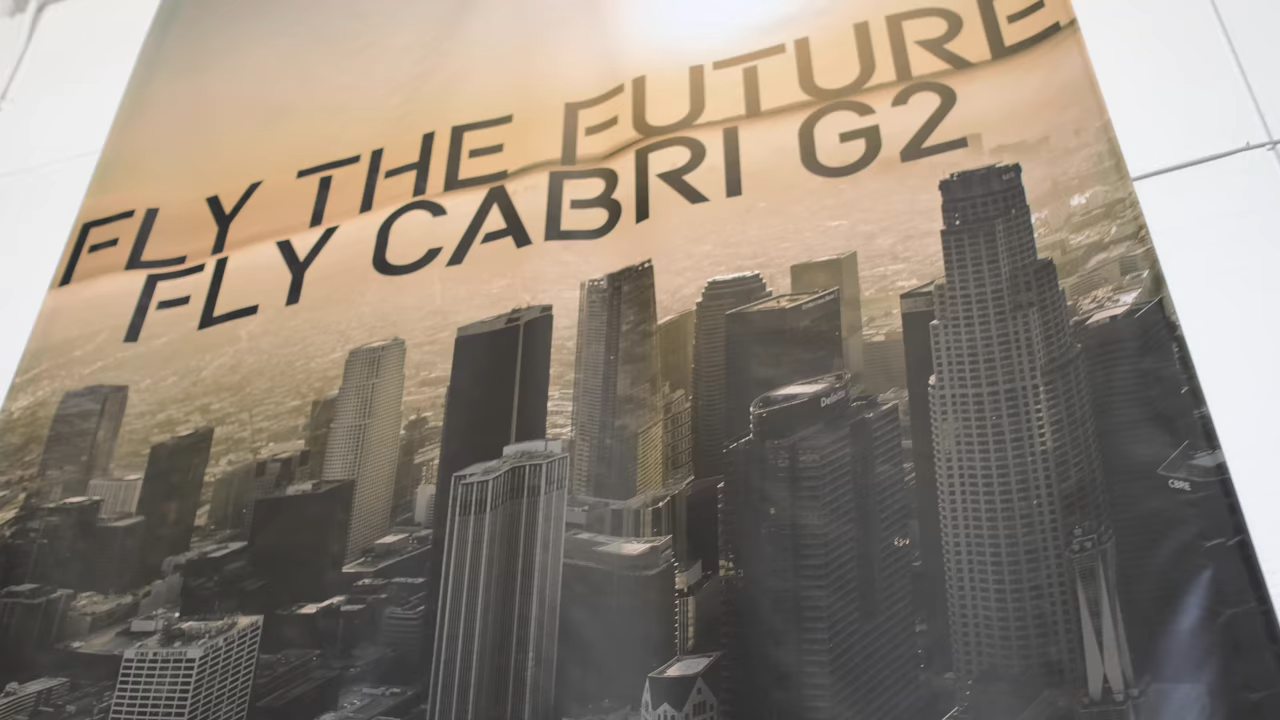 FLY THE FUTURE
FLY CABRI G2
Deloitte
CBRE
ONE WILSHIRE